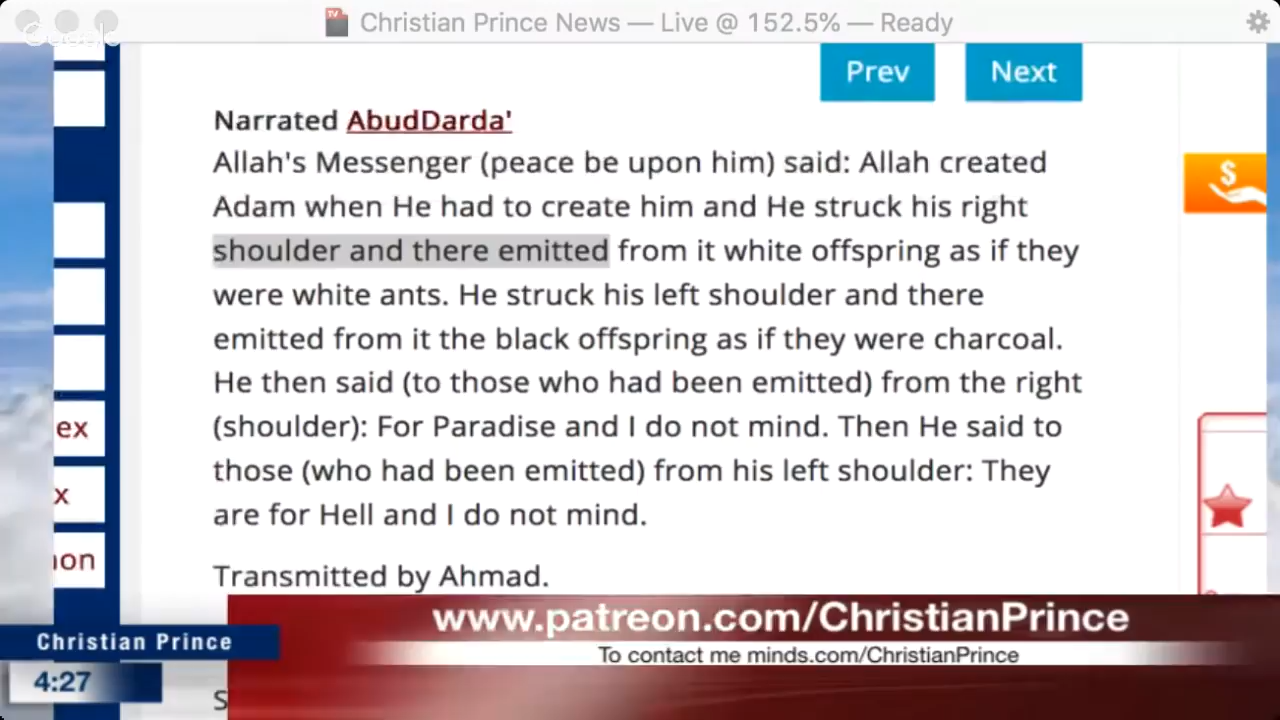 Christian Prince News — Live @ 152.5% — Ready
Google
Prev
Next
Narrated AbudDarda'
Allah's Messenger (peace be upon him) said: Allah created
Adam when He had to create him and He struck his right
shoulder and there emitted from it white offspring as if they
were white ants. He struck his left shoulder and there
emitted from it the black offspring as if they were charcoal.
He then said (to those who had been emitted) from the right
(shoulder): For Paradise and I do not mind. Then He said to
those (who had been emitted) from his left shoulder: They
are for Hell and I do not mind.
Transmitted by Ahmad.
ex
x
non
$
www.patreon.com/ChristianPrince
To contact me minds.com/ChristianPrince
Christian Prince
4:27
S